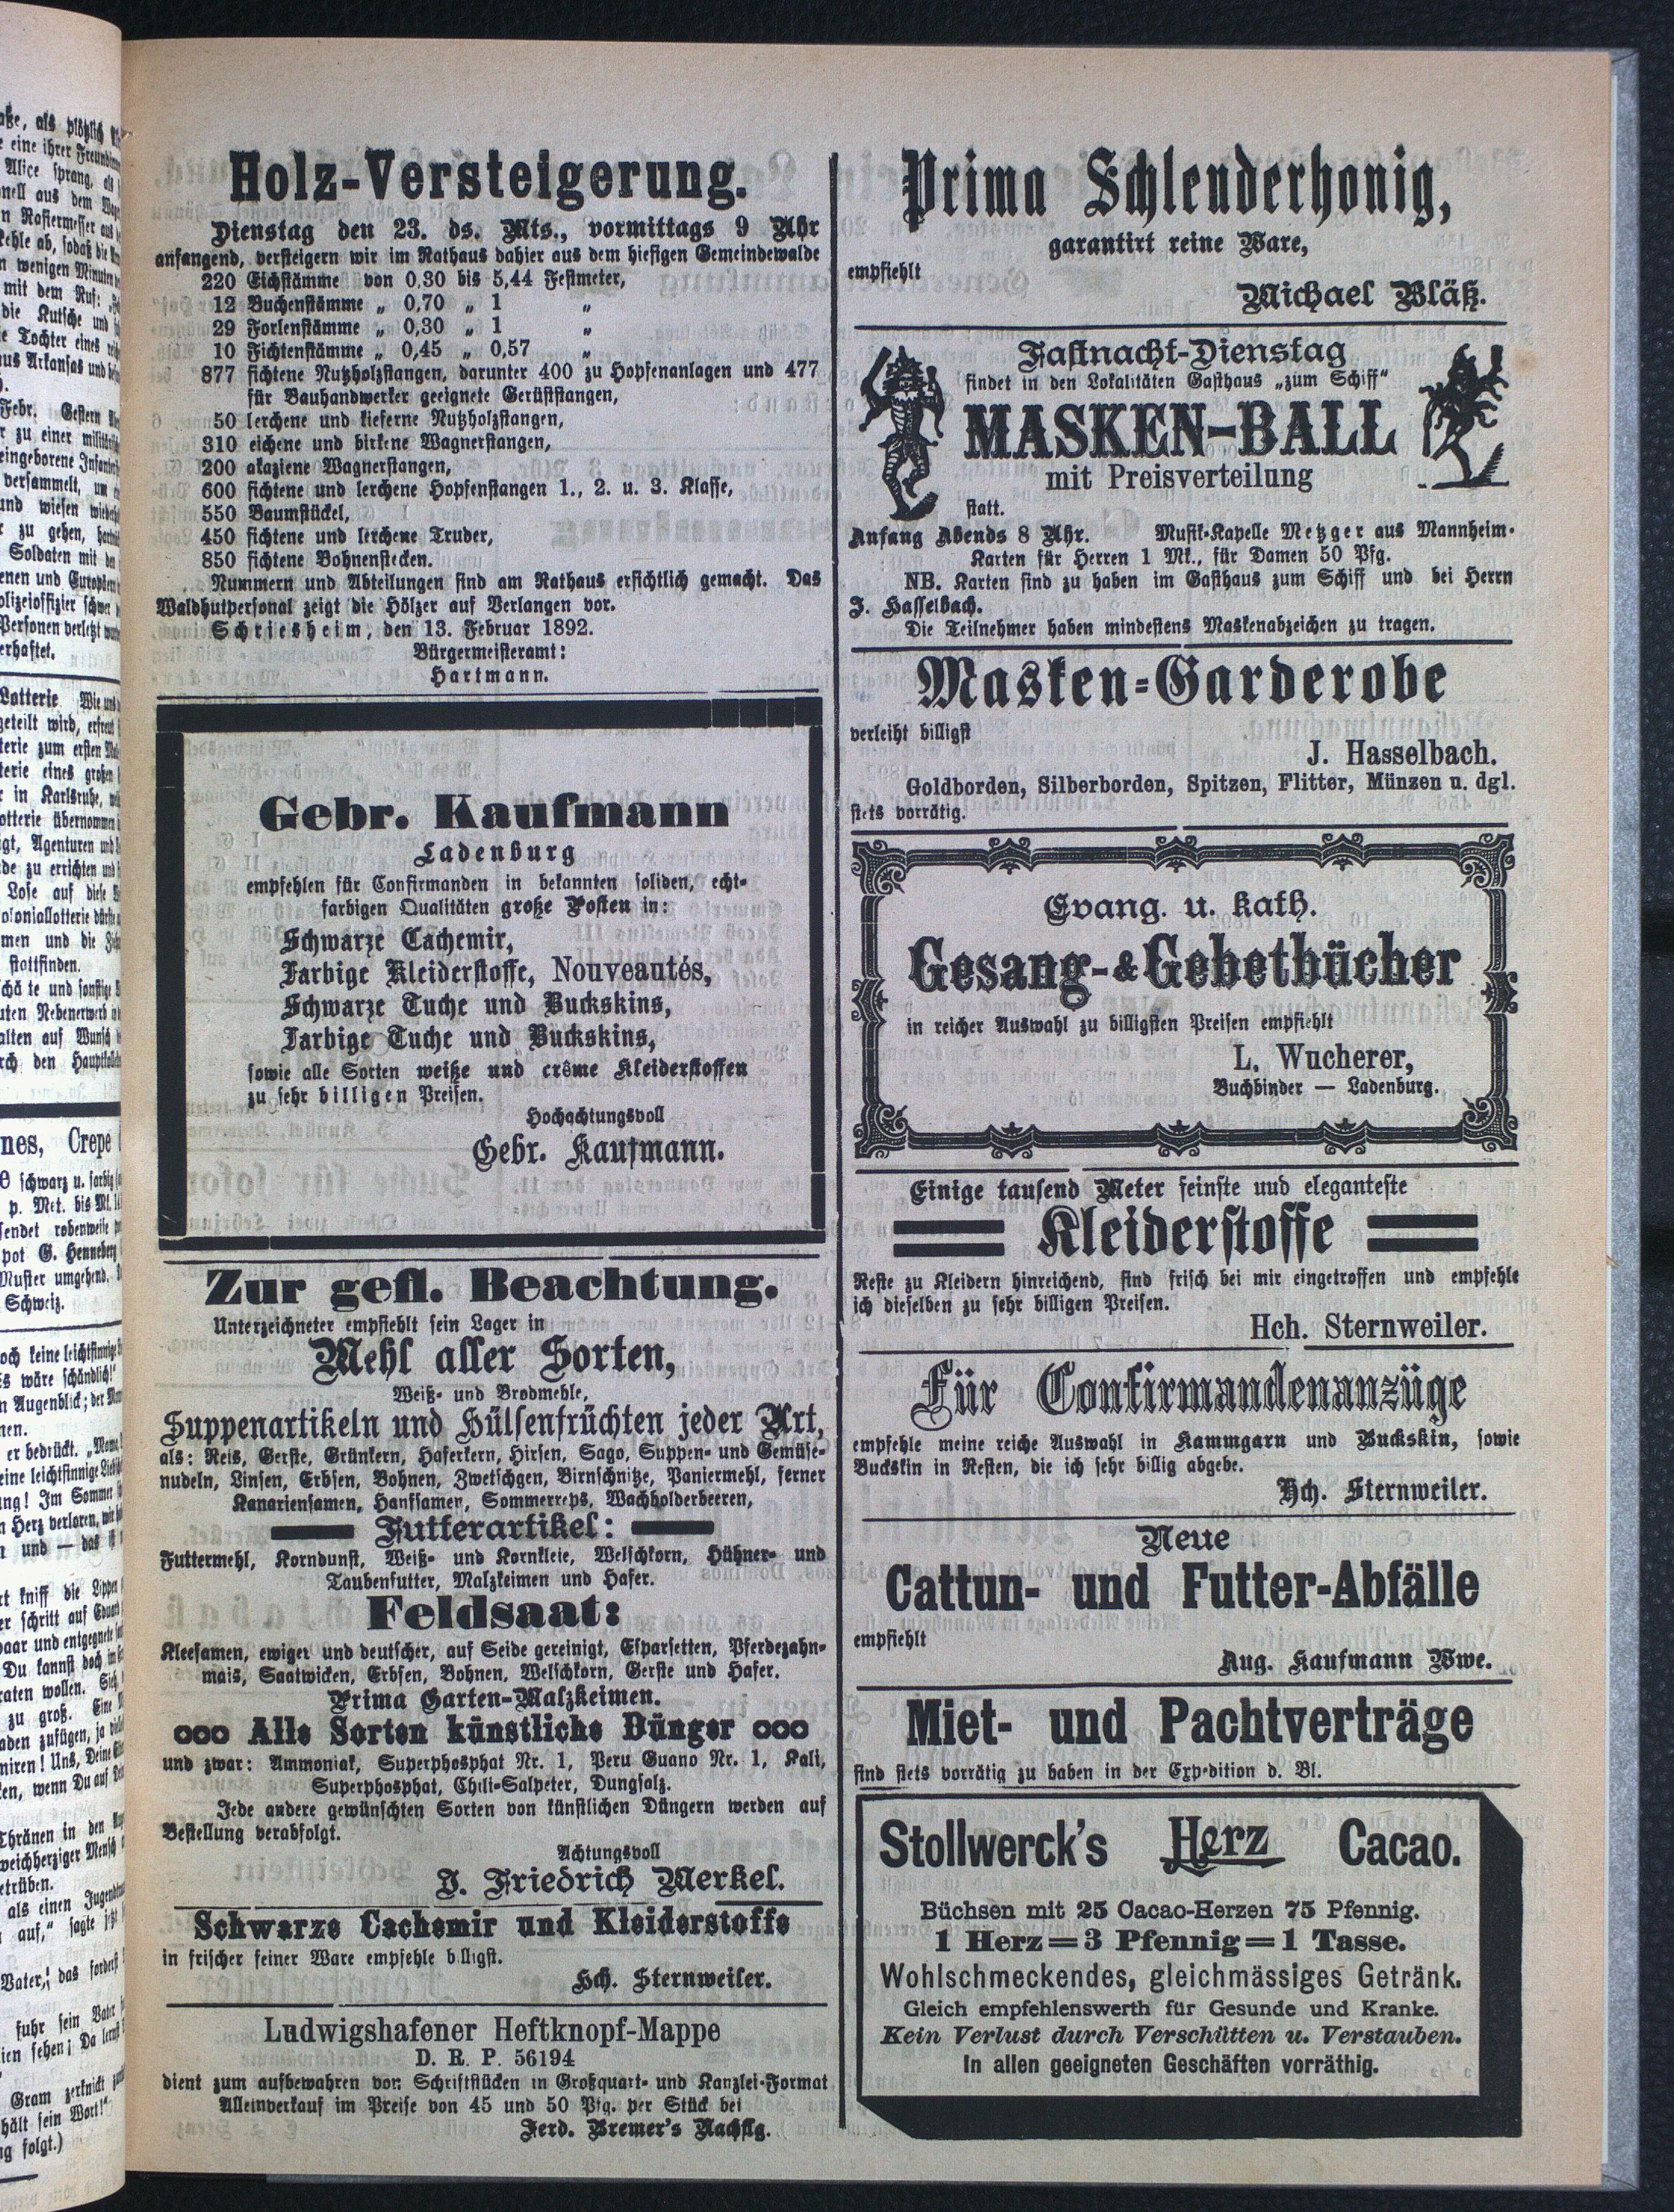 Holz-Versteigerung.
Dienstag den 23. ds. Mts., vormittags 9 Uhr
anfangend, versteigern wir im Rathaus dahier aus dem hiesigen Gemeindewalde
220 Eichstämme von 0,30 bis 5,44 Festmeter,
12 Buchenstämme „ 0,70 „ 1 „
29 Forlenstämme „ 0,30 „ 1 „
10 Fichtenstämme „ 0,45 „ 0,57 „
877 fichtene Nutzholzstangen, darunter 400 zu Hopfenanlagen und 477
für Bauhandwerker geeignete Gerüststangen,
50 lerchene und kieferne Nutzholzstangen,
310 eichene und birkene Wagnerstangen,
200 akaziene Wagnerstangen,
600 fichtene und lerchene Hopfenstangen 1., 2. u. 3. Klasse,
550 Baumstückel,
450 fichtene und lerchene Truder,
850 fichtene Bohnenstecken.
Nummern und Abteilungen sind am Rathaus ersichtlich gemacht. Das
Waldhutpersonal zeigt die Hölzer auf Verlangen vor.
Schriesheim, den 13. Februar 1892.
Bürgermeisteramt:
Hartmann.
Gebr. Kaufmann
Ladenburg
empfehlen für Confirmanden in bekannten soliden, echt-
farbigen Qualitäten große Posten in:
Schwarze Cachemir,
Farbige Kleiderstoffe, Nouveautés,
Schwarze Tuche und Buckskins,
Farbige Tuche und Buckskins,
sowie alle Sorten weiße und crême Kleiderstoffen
zu sehr billigen Preisen.
Hochachtungsvoll
Gebr. Kaufmann.
Zur gefl. Beachtung.
Unterzeichneter empfiehlt sein Lager in
Mehl aller Sorten,
Weiß- und Brodmehle,
Suppenartikeln und Hülsenfrüchten jeder Art,
als: Reis, Gerste, Grünkern, Haferkern, Hirsen, Sago, Suppen- und Gemüse-
nudeln, Linsen, Erbsen, Bohnen, Zwetschgen, Birnschnitze, Paniermehl, ferner
Kanariensamen, Hanfsamen, Sommerreps, Wachholderbeeren,
Futterartikel:
Futtermehl, Korndunst, Weiß- und Kornkleie, Welschkorn, Hühner- und
Taubenfutter, Malzkeimen und Hafer.
Feldsaat:
Kleesamen, ewiger und deutscher, auf Seide gereinigt, Esparsetten, Pferdezahn-
mais, Saatwicken, Erbsen, Bohnen, Welschkorn, Gerste und Hafer.
Prima Garten-Malzkeimen.
ooo Alle Sorten künstliche Dünger ooo
und zwar: Ammoniak, Superphosphat Nr. 1, Peru Guano Nr. 1, Kali,
Superphosphat, Chili-Salpeter, Dungsalz.
Jede andere gewünschten Sorten von künstlichen Düngern werden auf
Bestellung verabfolgt.
Achtungsvoll
J. Friedrich Merkel.
Schwarze Cachemir und Kleiderstoffe
in frischer feiner Ware empfehle billigst.
Hch. Sternweiler.
Ludwigshafener Heftknopf-Mappe
D. R. P. 56194
dient zum aufbewahren von Schriftstücken in Großquart- und Kanzlei-Format
Alleinverkauf im Preise von 45 und 50 Pfg. per Stück bei
Ferd. Bremer's Nachflg.
Prima Schlenderhonig,
garantirt reine Ware,
empfiehlt
Michael Bläß.
Fastnacht-Dienstag
findet in den Lokalitäten Gasthaus „zum Schiff“
MASKEN-BALL
mit Preisverteilung
statt.
Anfang Abends 8 Uhr. Musik-Kapelle Metzger aus Mannheim.
Karten für Herren 1 Mk., für Damen 50 Pfg.
NB. Karten sind zu haben im Gasthaus zum Schiff und bei Herrn
J. Hasselbach.
Die Teilnehmer haben mindestens Maskenabzeichen zu tragen.
Masken-Garderobe
verleiht billigst
J. Hasselbach.
Goldborden, Silberborden, Spitzen, Flitter, Münzen u. dgl.
stets vorrätig.
Evang. u. kath.
Gesang- & Gebetbücher
in reicher Auswahl zu billigsten Preisen empfiehlt
L. Wucherer,
Buchbinder — Ladenburg.
Einige tausend Meter feinste und eleganteste
Kleiderstoffe
Reste zu Kleidern hinreichend, sind frisch bei mir eingetroffen und empfehle
ich dieselben zu sehr billigen Preisen.
Hch. Sternweiler.
Für Confirmandenanzüge
empfehle meine reiche Auswahl in Kammgarn und Buckskin, sowie
Buckskin in Resten, die ich sehr billig abgebe.
Hch. Sternweiler.
Neue
Cattun- und Futter-Abfälle
empfiehlt
Aug. Kaufmann Wwe.
Miet- und Pachtverträge
sind stets vorrätig zu haben in der Expedition d. Bl.
Stollwerck's Herz Cacao.
Büchsen mit 25 Cacao-Herzen 75 Pfennig.
1 Herz = 3 Pfennig = 1 Tasse.
Wohlschmeckendes, gleichmässiges Getränk.
Gleich empfehlenswerth für Gesunde und Kranke.
Kein Verlust durch Verschütten u. Verstauben.
In allen geeigneten Geschäften vorräthig.